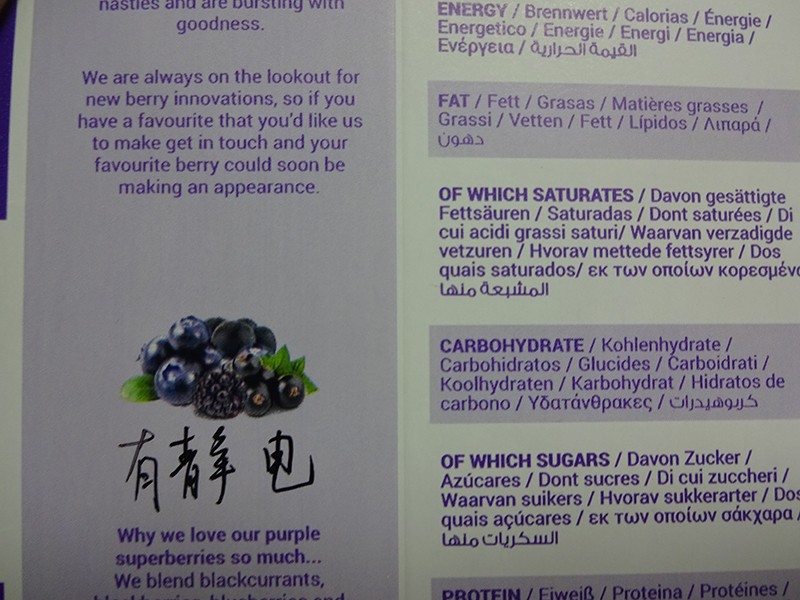 nasties and are bursting with
goodness.
We are always on the lookout for
new berry innovations, so if you
have a favourite that you'd like us
to make get in touch and your
favourite berry could soon be
making an appearance.
有静电
Why we love our purple
superberries so much...
We blend blackcurrants,
ENERGY / Brennwert / Calorias / Énergie /
Energetico / Energie / Energi / Energia /
Ενέργεια / القيمة الحرارية
FAT / Fett / Grasas / Matières grasses /
Grassi / Vetten / Fett / Lípidos / Λιπαρά /
دهون
OF WHICH SATURATES / Davon gesättigte
Fettsäuren / Saturadas / Dont saturées / Di
cui acidi grassi saturi/ Waarvan verzadigde
vetzuren / Hvorav mettede fettsyrer / Dos
quais saturados/ εκ των οποίων κορεσμένα
المشبعة منها
CARBOHYDRATE / Kohlenhydrate /
Carbohidratos / Glucides / Carboidrati /
Koolhydraten / Karbohydrat / Hidratos de
carbono / Υδατάνθρακες / كربوهيدرات
OF WHICH SUGARS / Davon Zucker /
Azúcares / Dont sucres / Di cui zuccheri /
Waarvan suikers / Hvorav sukkerarter / Dos
quais açúcares / εκ των οποίων σάκχαρα /
السكريات منها
PROTEIN / Eiweiß / Proteina / Protéines /